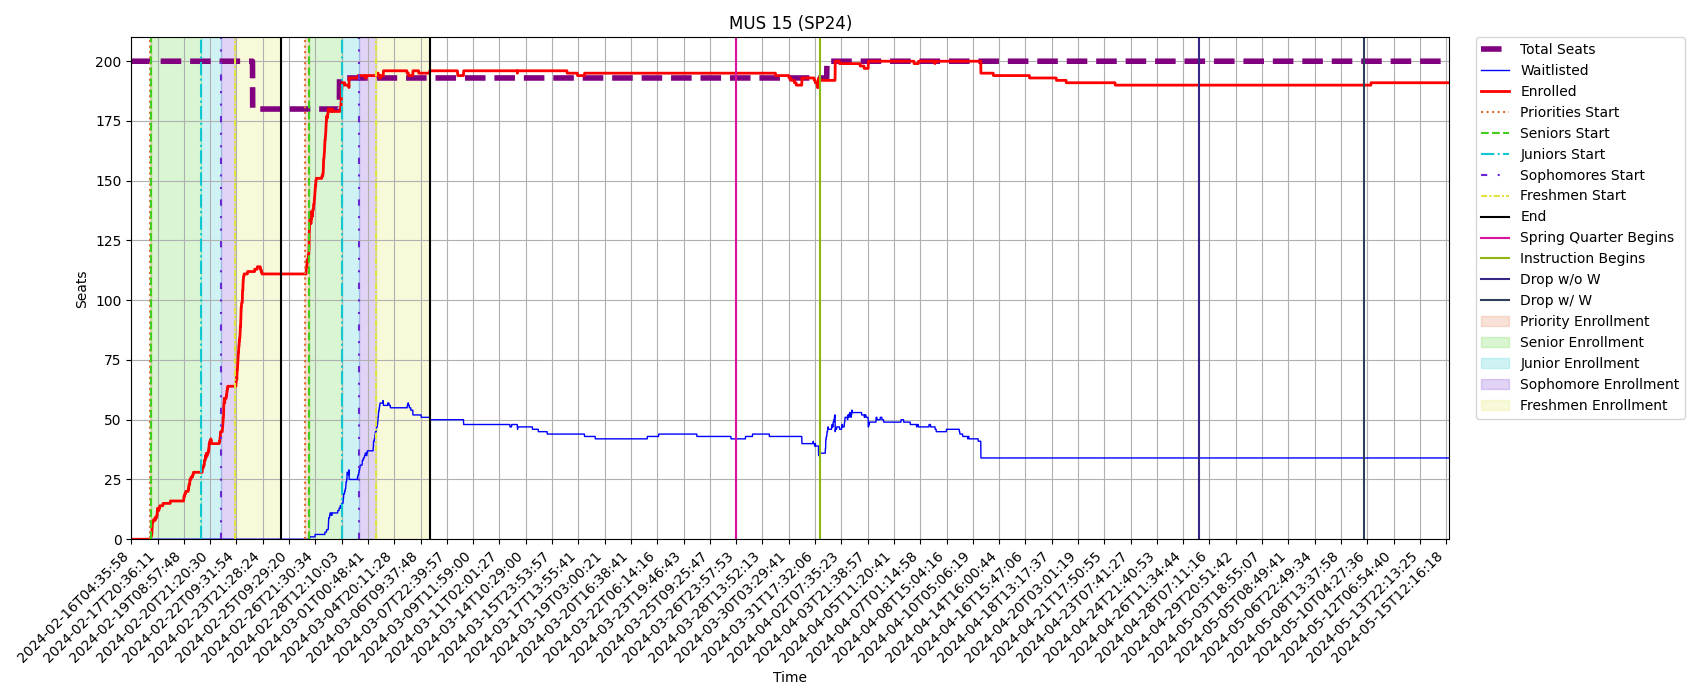 MUS 15 (SP24)
Seats
200
175
150
125
100
75
50
25
0
2024-02-16T04:35:58
2024-02-17T20:36:11
2024-02-19T08:57:48
2024-02-20T21:20:30
2024-02-22T09:31:54
2024-02-23T21:28:24
2024-02-25T09:29:20
2024-02-26T21:30:34
2024-02-28T12:10:03
2024-03-01T00:48:41
2024-03-04T20:11:28
2024-03-06T09:37:48
2024-03-07T22:39:57
2024-03-09T11:59:00
2024-03-11T02:01:27
2024-03-14T10:29:00
2024-03-15T23:53:57
2024-03-17T13:55:41
2024-03-19T03:00:21
2024-03-20T16:38:41
2024-03-22T06:14:16
2024-03-23T19:46:43
2024-03-25T09:25:47
2024-03-26T23:57:53
2024-03-28T13:52:13
2024-03-30T03:29:41
2024-03-31T17:32:06
2024-04-02T07:35:23
2024-04-03T21:38:57
2024-04-05T11:20:41
2024-04-07T01:14:58
2024-04-08T15:04:16
2024-04-10T05:06:19
2024-04-14T16:00:44
2024-04-16T15:47:06
2024-04-18T13:17:37
2024-04-20T03:01:19
2024-04-21T17:50:55
2024-04-23T07:41:27
2024-04-24T21:40:53
2024-04-26T11:34:44
2024-04-28T07:11:16
2024-04-29T20:51:42
2024-05-03T18:55:07
2024-05-05T08:49:41
2024-05-06T22:49:34
2024-05-08T13:37:58
2024-05-10T04:27:36
2024-05-12T06:54:40
2024-05-13T22:13:25
2024-05-15T12:16:18
Time
Total Seats
Waitlisted
Enrolled
Priorities Start
Seniors Start
Juniors Start
Sophomores Start
Freshmen Start
End
Spring Quarter Begins
Instruction Begins
Drop w/o W
Drop w/ W
Priority Enrollment
Senior Enrollment
Junior Enrollment
Sophomore Enrollment
Freshmen Enrollment